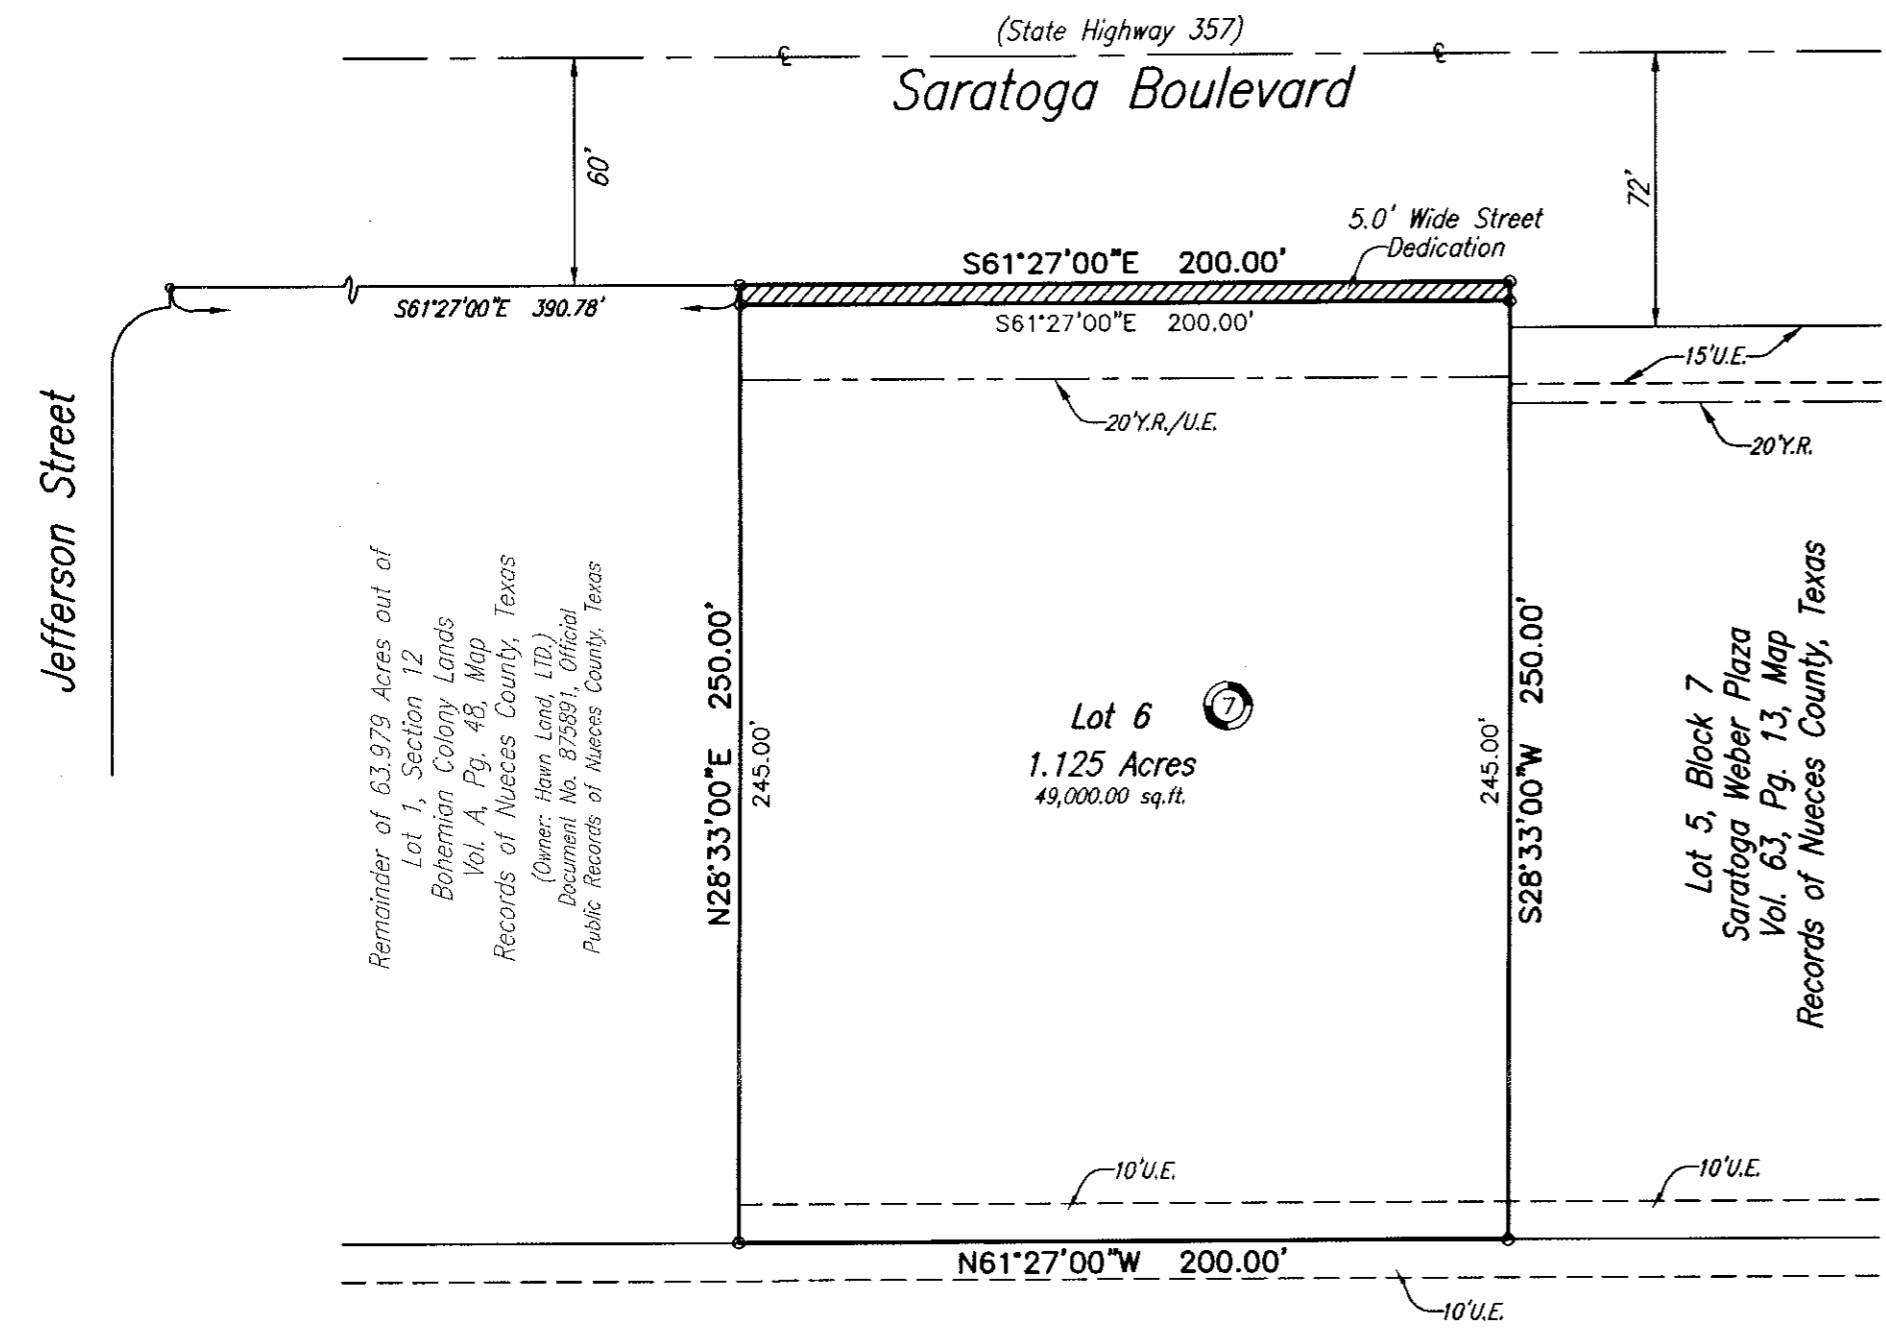 (State Highway 357)
℄
℄
Saratoga Boulevard
60'
72'
5.0' Wide Street
Dedication
S61°27'00"E 200.00'
S61°27'00"E 390.78'
S61°27'00"E 200.00'
15'U.E.
20'Y.R./U.E.
20'Y.R.
Jefferson Street
Remainder of 63.979 Acres out of
Lot 1, Section 12
Bohemian Colony Lands
Vol. A, Pg. 48, Map
Records of Nueces County, Texas
(Owner: Hawn Land, LTD.)
Document No. 875891, Official
Public Records of Nueces County, Texas
N28°33'00"E 250.00'
245.00'
Lot 6
7
1.125 Acres
49,000.00 sq.ft.
245.00'
S28°33'00"W 250.00'
Lot 5, Block 7
Saratoga Weber Plaza
Vol. 63, Pg. 13, Map
Records of Nueces County, Texas
10'U.E.
10'U.E.
N61°27'00"W 200.00'
10'U.E.